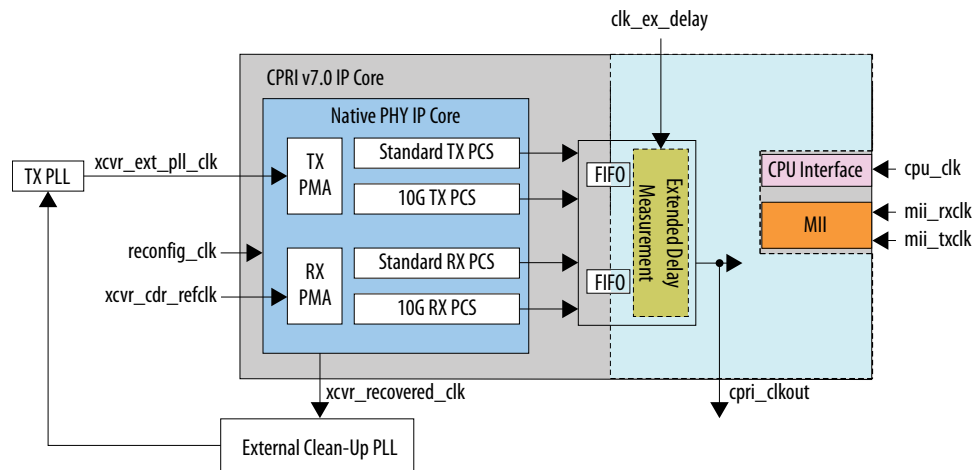 clk_ex_delay
CPRI v7.0 IP Core
Native PHY IP Core
xcvr_ext_pll_clk
TX PLL
TX
PMA
Standard TX PCS
10G TX PCS
FIFO
Extended Delay
Measurement
CPU Interface
cpu_clk
MII
mii_rxclk
mii_txclk
reconfig_clk
xcvr_cdr_refclk
RX
PMA
Standard RX PCS
10G RX PCS
FIFO
xcvr_recovered_clk
cpri_clkout
External Clean-Up PLL